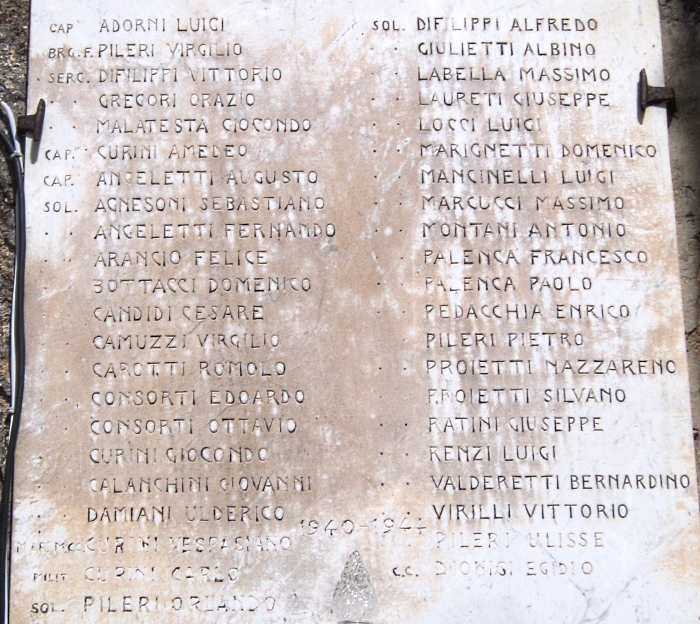 CAP. ADORNI LUIGI
BRG.F. PILERI VIRGILIO
SERG. DIFILIPPI VITTORIO
· · GREGORI ORAZIO
· · MALATESTA GIOCONDO
CAP. CURINI AMEDEO
CAP. ANGELETTI AUGUSTO
SOL. AGNESONI SEBASTIANO
· · ANGELETTI FERNANDO
· · ARANCIO FELICE
· · BOTTACCI DOMENICO
· · CANDIDI CESARE
· · CAMUZZI VIRGILIO
· · CAROTTI ROMOLO
· · CONSORTI EDOARDO
· · CONSORTI OTTAVIO
· · CURINI GIOCONDO
· · CALANCHINI GIOVANNI
· · DAMIANI ULDERICO
SOL. DIFILIPPI ALFREDO
· · GIULIETTI ALBINO
· · LABELLA MASSIMO
· · LAURETI GIUSEPPE
· · LOCCI LUIGI
· · MARIGNETTI DOMENICO
· · MANCINELLI LUIGI
· · MARCUCCI MASSIMO
· · MONTANI ANTONIO
· · PALENCA FRANCESCO
· · PALENCA PAOLO
· · PEDACCHIA ENRICO
· · PILERI PIETRO
· · PROIETTI NAZZARENO
· · PROIETTI SILVANO
· · RATINI GIUSEPPE
· · RENZI LUIGI
· · VALDERETTI BERNARDINO
· · VIRILLI VITTORIO
1940-1944
CURINI VESPASIANO
MILIT. CURINI CARLO
SOL. PILERI ORLANDO
PILERI ULISSE
C.C. DIONISI EGIDIO